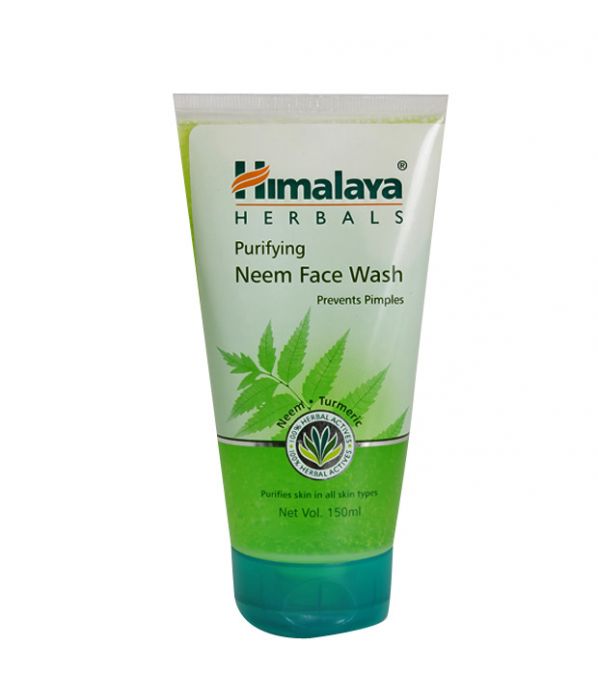 Himalaya®
HERBALS
Purifying
Neem Face Wash
Prevents Pimples
Neem • Turmeric
100% HERBAL ACTIVES
100% HERBAL ACTIVES
Purifies skin in all skin types
Net Vol. 150ml